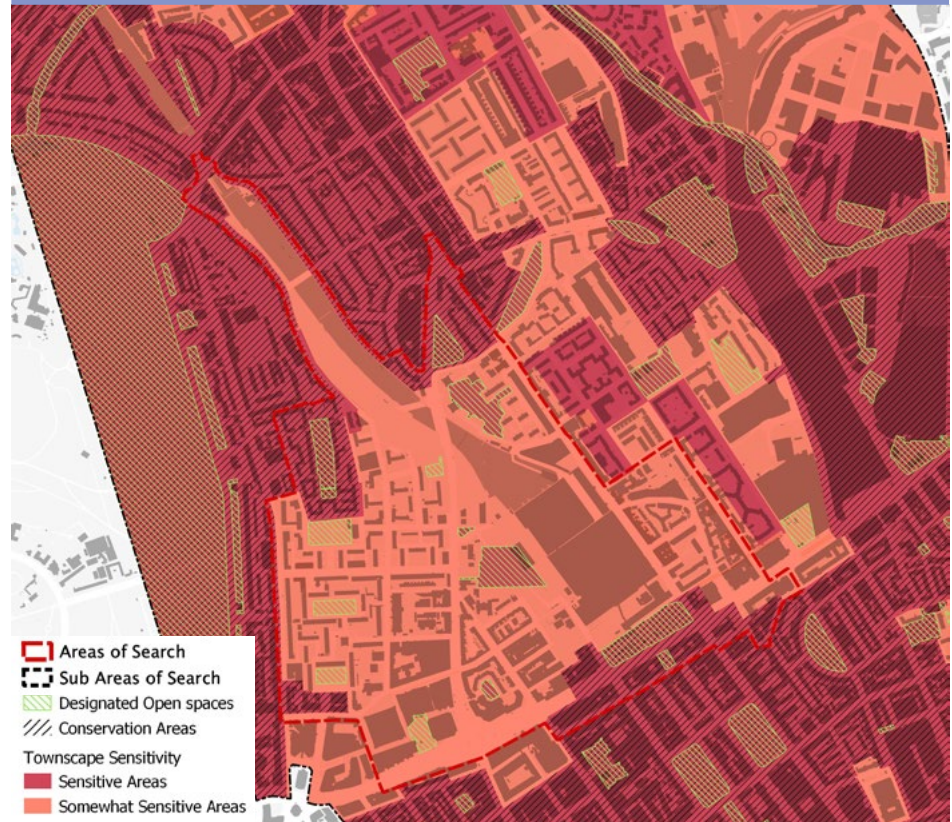 Areas of Search
Sub Areas of Search
Designated Open spaces
Conservation Areas
Townscape Sensitivity
Sensitive Areas
Somewhat Sensitive Areas